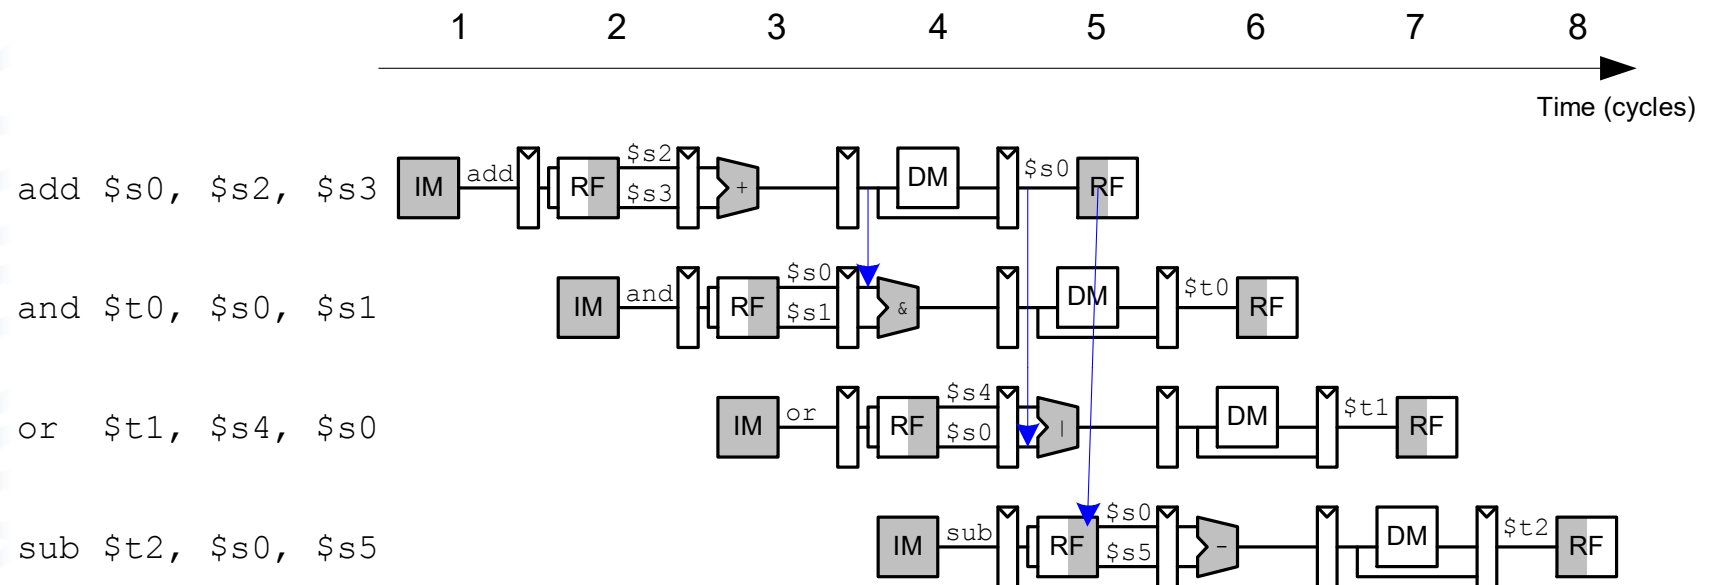 1 2 3 4 5 6 7 8
Time (cycles)
add $s0, $s2, $s3 IM add RF $s2 $s3 + DM $s0 RF
and $t0, $s0, $s1 IM and RF $s0 $s1 & DM $t0 RF
or $t1, $s4, $s0 IM or RF $s4 $s0 | DM $t1 RF
sub $t2, $s0, $s5 IM sub RF $s0 $s5 - DM $t2 RF